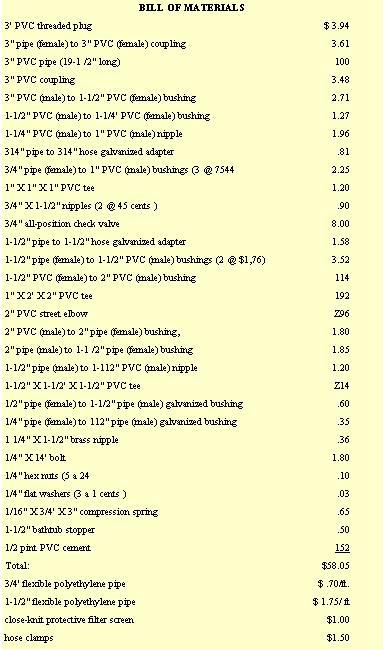 BILL OF MATERIALS
3' PVC threaded plug $ 3.94
3" pipe (female) to 3" PVC (female) coupling 3.61
3" PVC pipe (19-1 /2" long) 100
3" PVC coupling 3.48
3" PVC (male) to 1-1/2" PVC (female) bushing 2.71
1-1/2" PVC (male) to 1-1/4' PVC (female) bushing 1.27
1-1/4" PVC (male) to 1" PVC (male) nipple 1.96
314" pipe to 314" hose galvanized adapter .81
3/4" pipe (female) to 1" PVC (male) bushings (3 @ 7544 2.25
1" X 1" X 1" PVC tee 1.20
3/4" X 1-1/2" nipples (2 @ 45 cents ) .90
3/4" all-position check valve 8.00
1-1/2" pipe to 1-1/2" hose galvanized adapter 1.58
1-1/2" pipe (female) to 1-1/2" PVC (male) bushings (2 @ $1,76) 3.52
1-1/2" PVC (female) to 2" PVC (male) bushing 114
1" X 2' X 2" PVC tee 192
2" PVC street elbow Z96
2" PVC (male) to 2" pipe (female) bushing, 1.80
2" pipe (male) to 1-1 /2" pipe (female) bushing 1.85
1-1/2" pipe (male) to 1-112" PVC (male) nipple 1.20
1-1/2" X 1-1/2' X 1-1/2" PVC tee Z14
1/2" pipe (female) to 1-1/2" pipe (male) galvanized bushing .60
1/4" pipe (female) to 112" pipe (male) galvanized bushing .35
1 1/4" X 1-1/2" brass nipple .36
1/4" X 14' bolt 1.80
1/4" hex nuts (5 a 24 .10
1/4" flat washers (3 a 1 cents ) .03
1/16" X 3/4' X 3" compression spring .65
1-1/2" bathtub stopper .50
1/2 pint PVC cement 152
Total: $58.05
3/4' flexible polyethylene pipe $ .70/ft.
1-1/2" flexible polyethylene pipe $ 1.75/ ft
close-knit protective filter screen $1.00
hose clamps $1.50